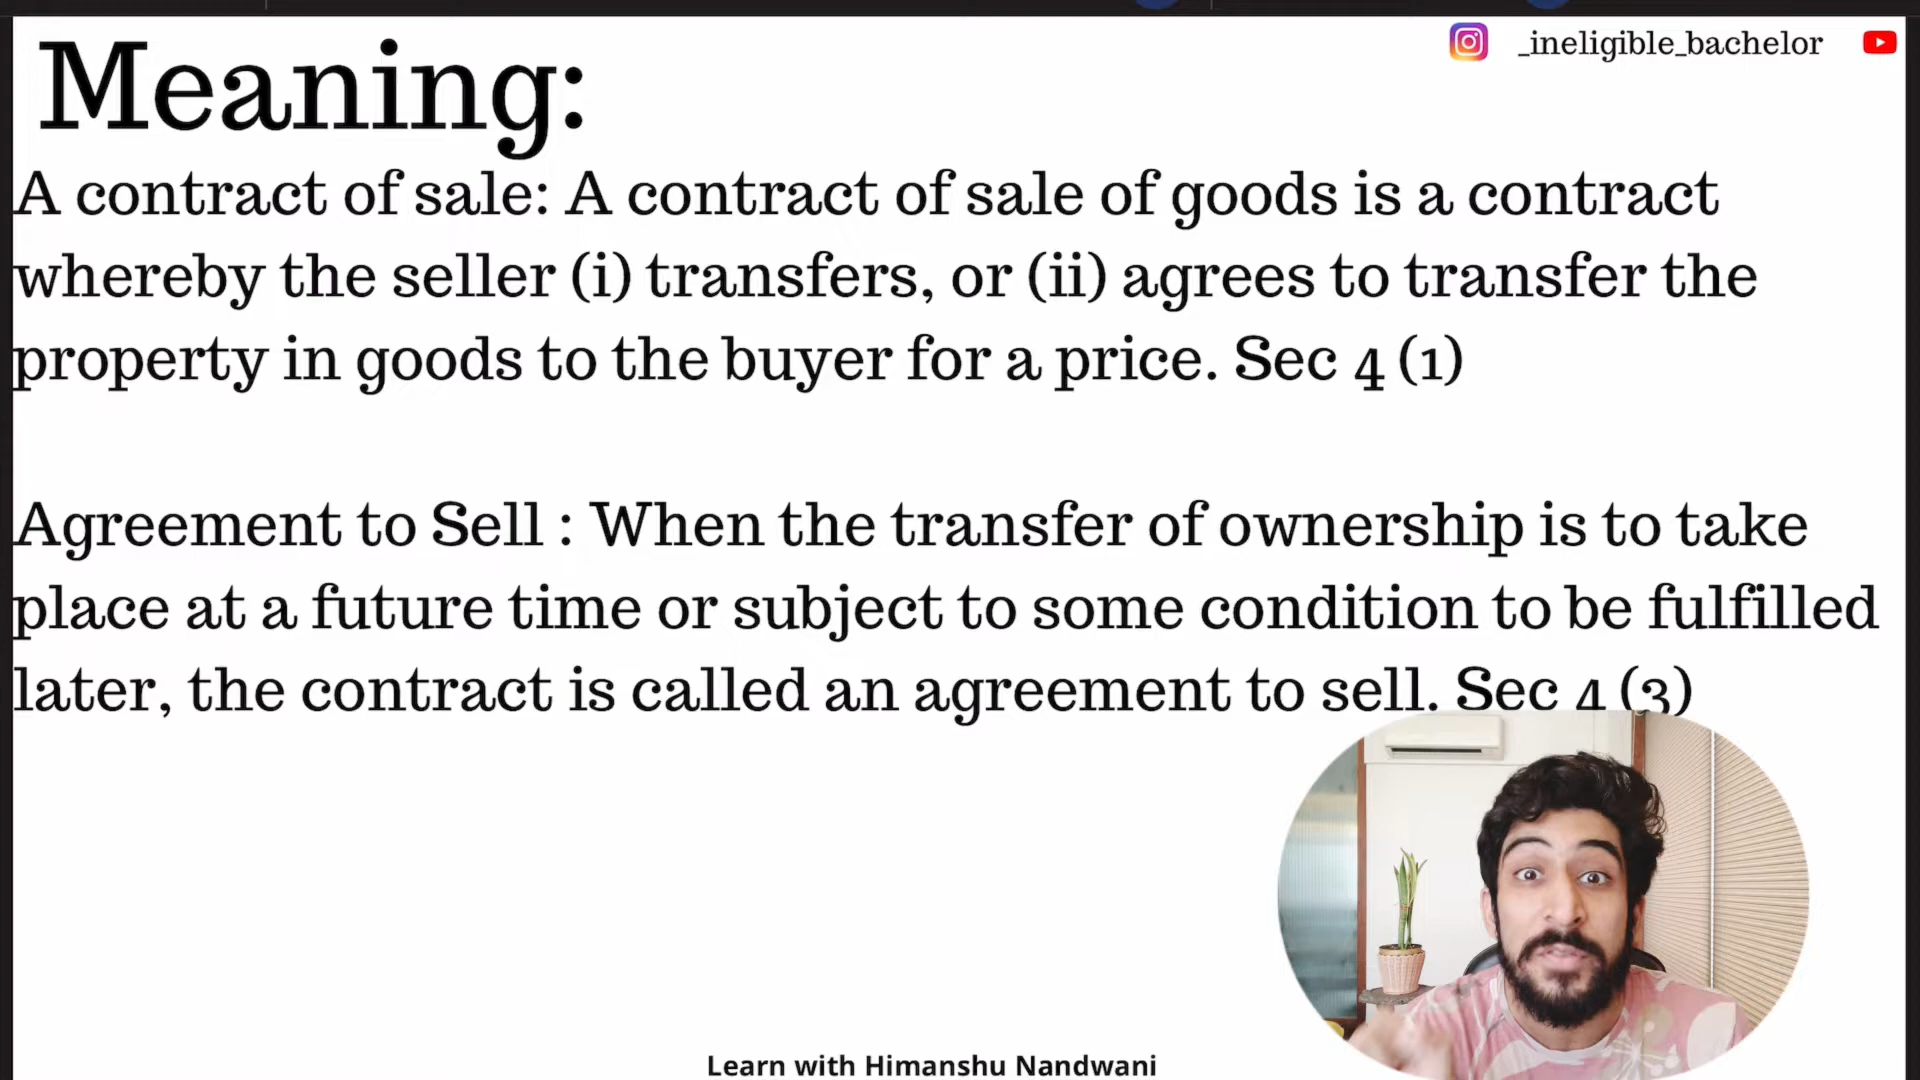 Meaning:
_ineligible_bachelor
A contract of sale: A contract of sale of goods is a contract
whereby the seller (i) transfers, or (ii) agrees to transfer the
property in goods to the buyer for a price. Sec 4 (1)
Agreement to Sell : When the transfer of ownership is to take
place at a future time or subject to some condition to be fulfilled
later, the contract is called an agreement to sell. Sec 4 (3)
Learn with Himanshu Nandwani